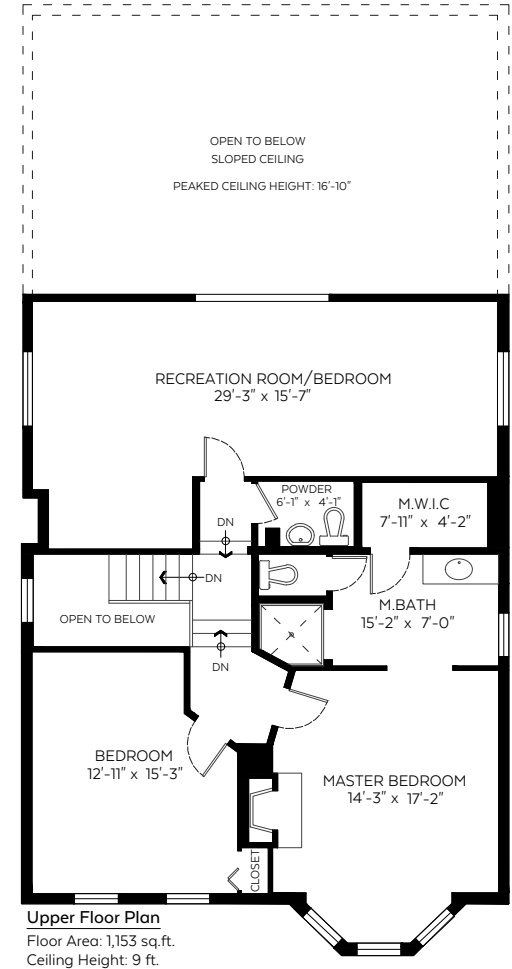 OPEN TO BELOW
SLOPED CEILING
PEAKED CEILING HEIGHT: 16'-10"
RECREATION ROOM/BEDROOM
29'-3" x 15'-7"
POWDER
6'-1" x 4'-1"
M.W.I.C
7'-11" x 4'-2"
DN
DN
OPEN TO BELOW
M.BATH
15'-2" x 7'-0"
DN
BEDROOM
12'-11" x 15'-3"
MASTER BEDROOM
14'-3" x 17'-2"
CLOSET
Upper Floor Plan
Floor Area: 1,153 sq.ft.
Ceiling Height: 9 ft.